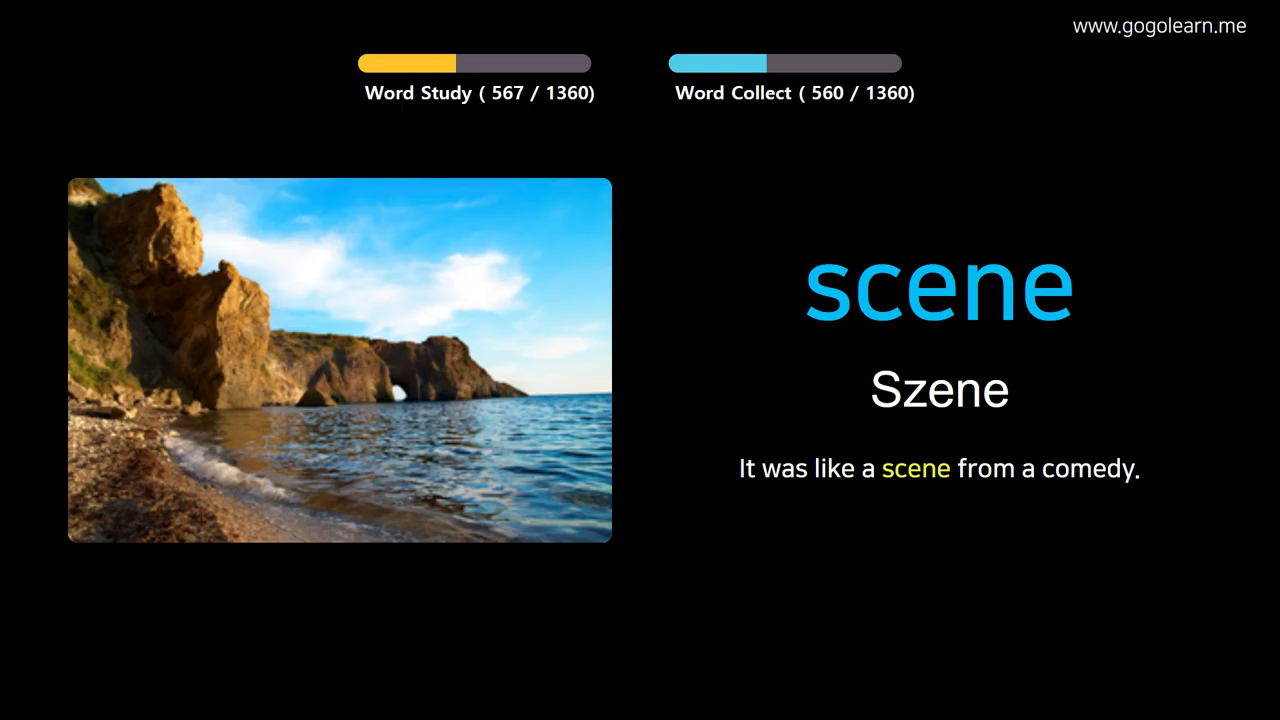 www.gogolearn.me
Word Study ( 567 / 1360)
Word Collect ( 560 / 1360)
scene
Szene
It was like a scene from a comedy.